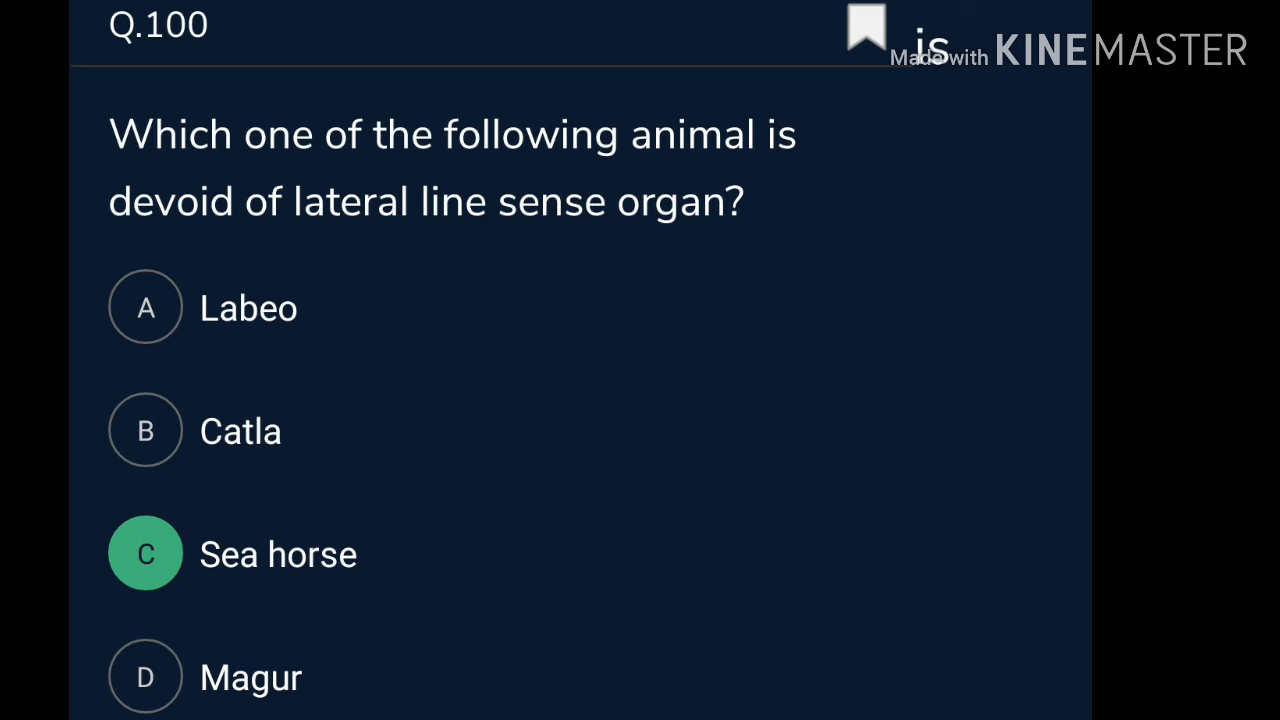 Q.100
is
Made with KINEMASTER
Which one of the following animal is
devoid of lateral line sense organ?
A Labeo
B Catla
C Sea horse
D Magur